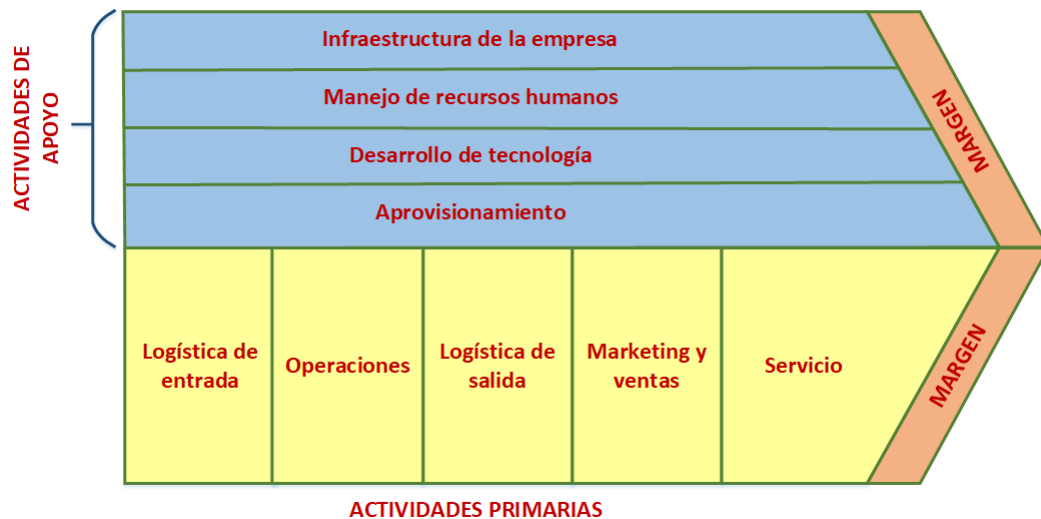 ACTIVIDADES DE
APOYO
Infraestructura de la empresa
Manejo de recursos humanos
Desarrollo de tecnología
Aprovisionamiento
MARGEN
Logística de
entrada
Operaciones
Logística de
salida
Marketing y
ventas
Servicio
MARGEN
ACTIVIDADES PRIMARIAS